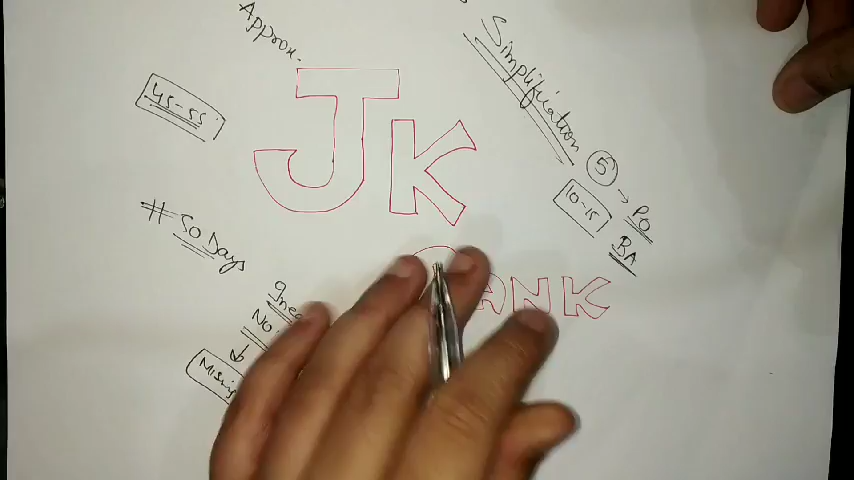 Approx.
Simplification
45-55
JK
5
10-15
PO
BA
# 50 Days
ANK
No.